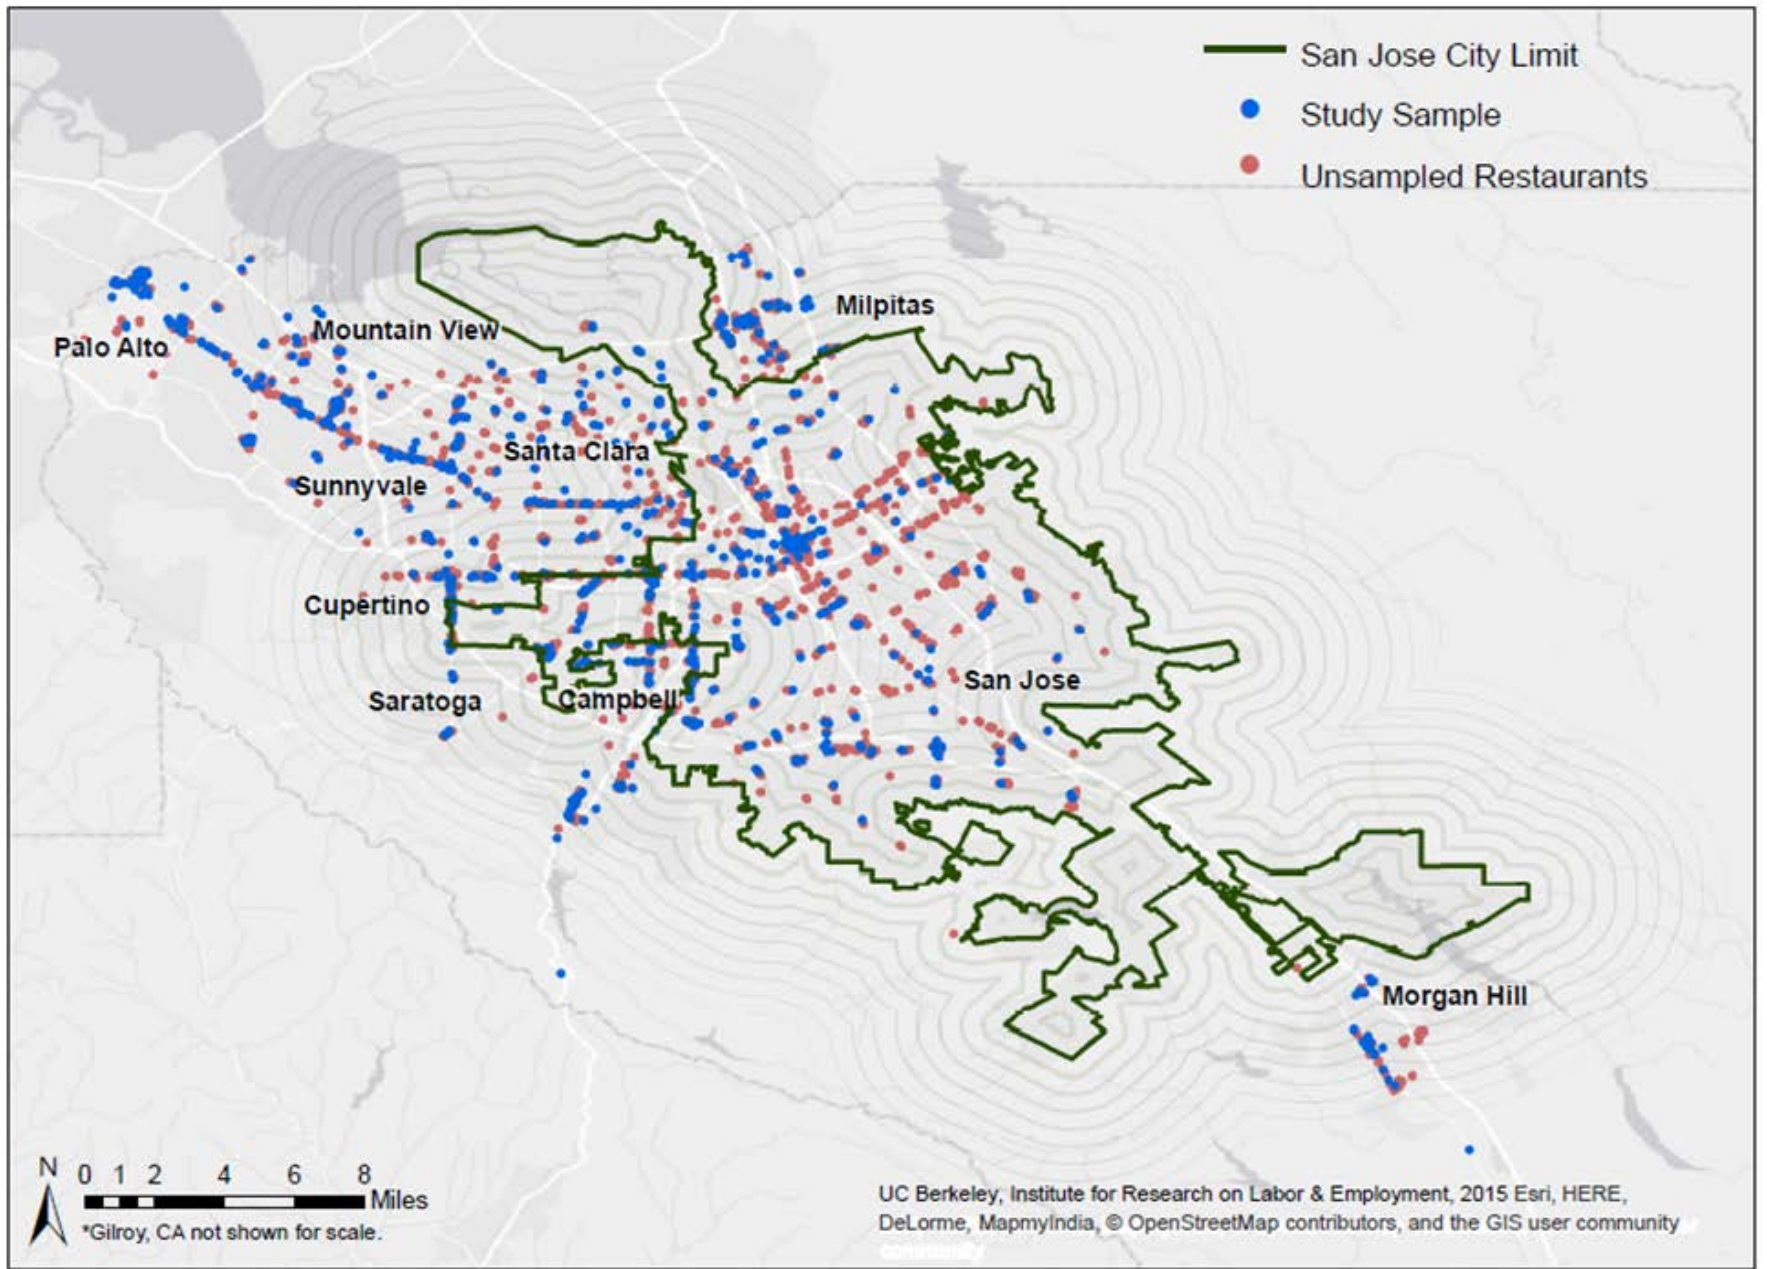 San Jose City Limit
Study Sample
Unsampled Restaurants
Milpitas
Mountain View
Palo Alto
Santa Clara
Sunnyvale
Cupertino
San Jose
Saratoga
Campbell
Morgan Hill
N 0 1 2 4 6 8
Miles
*Gilroy, CA not shown for scale.
UC Berkeley, Institute for Research on Labor & Employment, 2015 Esri, HERE,
DeLorme, MapmyIndia, © OpenStreetMap contributors, and the GIS user community
community